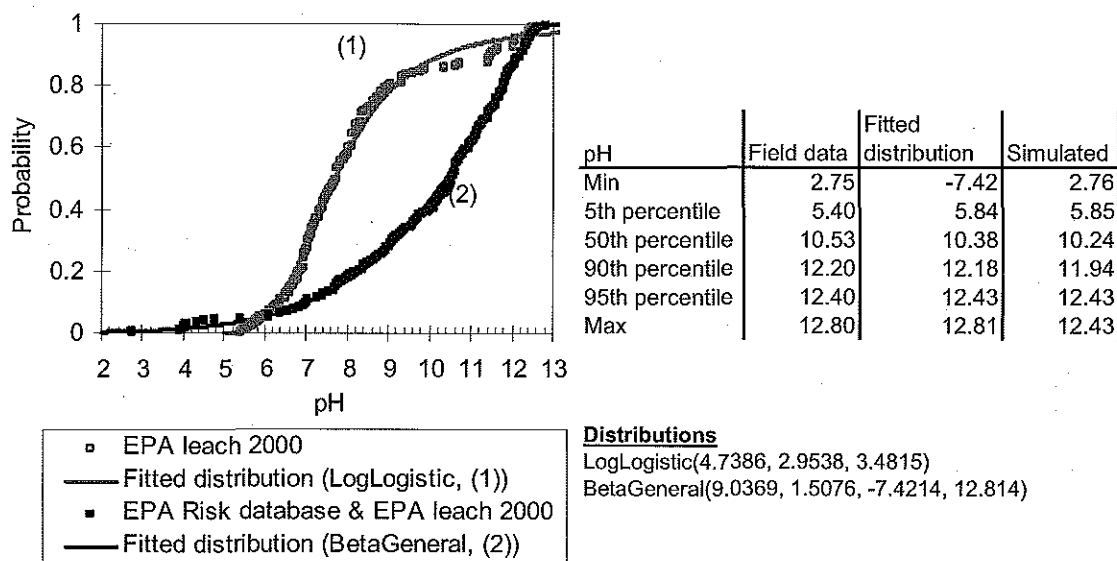 Probability
1
0.8
0.6
0.4
0.2
0
(1)
(2)
2 3 4 5 6 7 8 9 10 11 12 13
pH
EPA leach 2000
Fitted distribution (LogLogistic, (1))
EPA Risk database & EPA leach 2000
Fitted distribution (BetaGeneral, (2))
pH Field data Fitted distribution Simulated
Min 2.75 -7.42 2.76
5th percentile 5.40 5.84 5.85
50th percentile 10.53 10.38 10.24
90th percentile 12.20 12.18 11.94
95th percentile 12.40 12.43 12.43
Max 12.80 12.81 12.43
Distributions
LogLogistic(4.7386, 2.9538, 3.4815)
BetaGeneral(9.0369, 1.5076, -7.4214, 12.814)